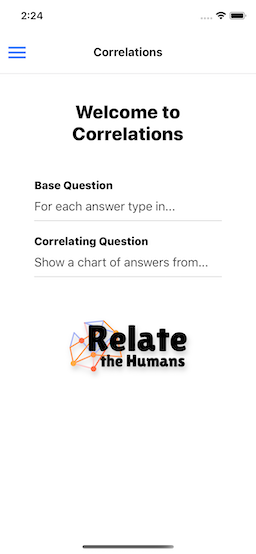 2:24
Correlations
Welcome to
Correlations
Base Question
For each answer type in...
Correlating Question
Show a chart of answers from...
Relate
the Humans